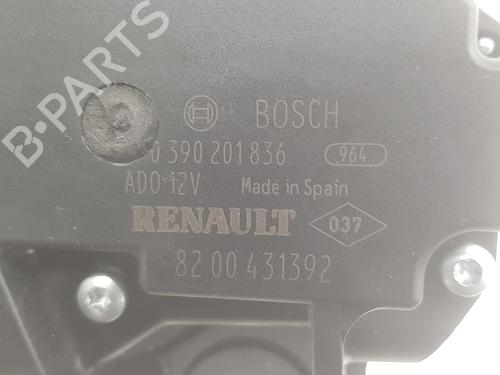 B-PARTS
BOSCH
0 390 201 836 964
ADO 12V Made in Spain
RENAULT 037
82.00 431392